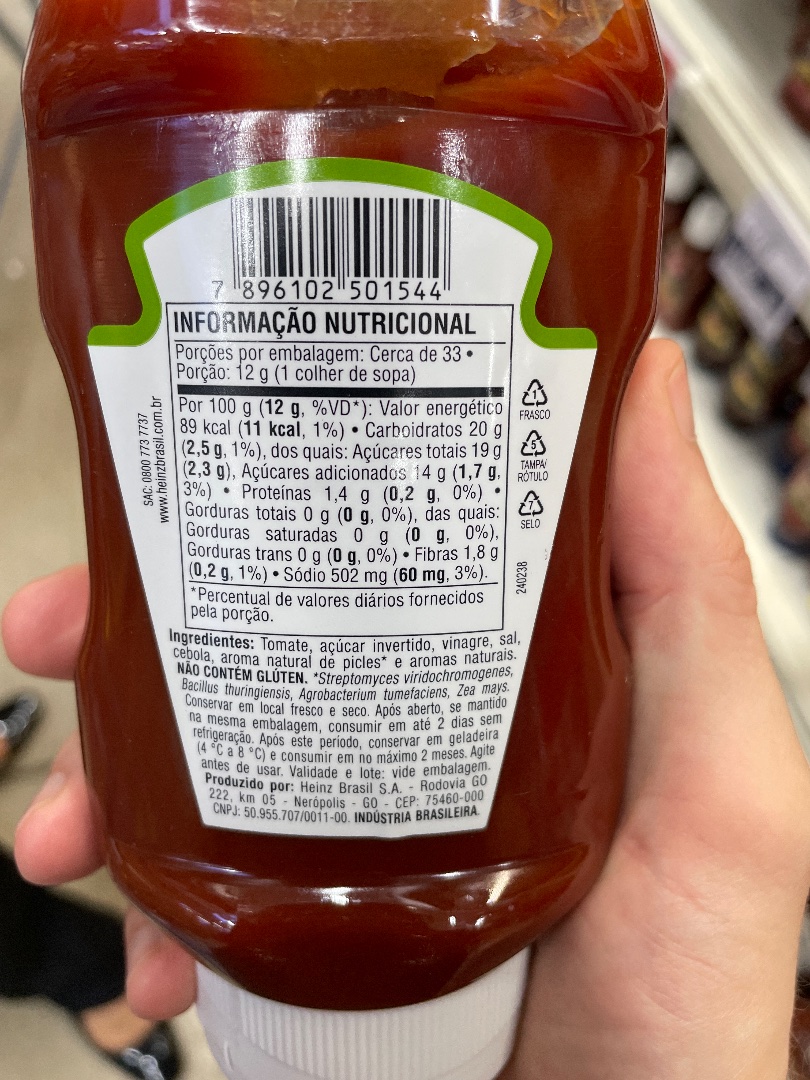 7 896102 501544
INFORMAÇÃO NUTRICIONAL
Porções por embalagem: Cerca de 33 •
Porção: 12 g (1 colher de sopa)
Por 100 g (12 g, %VD*): Valor energético
89 kcal (11 kcal, 1%) • Carboidratos 20 g
(2,5 g, 1%), dos quais: Açúcares totais 19 g
(2,3 g), Açúcares adicionados 14 g (1,7 g,
3%) • Proteínas 1,4 g (0,2 g, 0%) •
Gorduras totais 0 g (0 g, 0%), das quais:
Gorduras saturadas 0 g (0 g, 0%),
Gorduras trans 0 g (0 g, 0%) • Fibras 1,8 g
(0,2 g, 1%) • Sódio 502 mg (60 mg, 3%).
*Percentual de valores diários fornecidos
pela porção.
SAC: 0800 773 7737
www.heinzbrasil.com.br
1
FRASCO
5
TAMPA/
RÓTULO
7
SELO
240238
Ingredientes: Tomate, açúcar invertido, vinagre, sal,
cebola, aroma natural de picles* e aromas naturais.
NÃO CONTÉM GLÚTEN. *Streptomyces viridochromogenes,
Bacillus thuringiensis, Agrobacterium tumefaciens, Zea mays.
Conservar em local fresco e seco. Após aberto, se mantido
na mesma embalagem, consumir em até 2 dias sem
refrigeração. Após este período, conservar em geladeira
(4 °C a 8 °C) e consumir em no máximo 2 meses. Agite
antes de usar. Validade e lote: vide embalagem.
Produzido por: Heinz Brasil S.A. - Rodovia GO
222, km 05 - Nerópolis - GO - CEP: 75460-000
CNPJ: 50.955.707/0011-00. INDÚSTRIA BRASILEIRA.